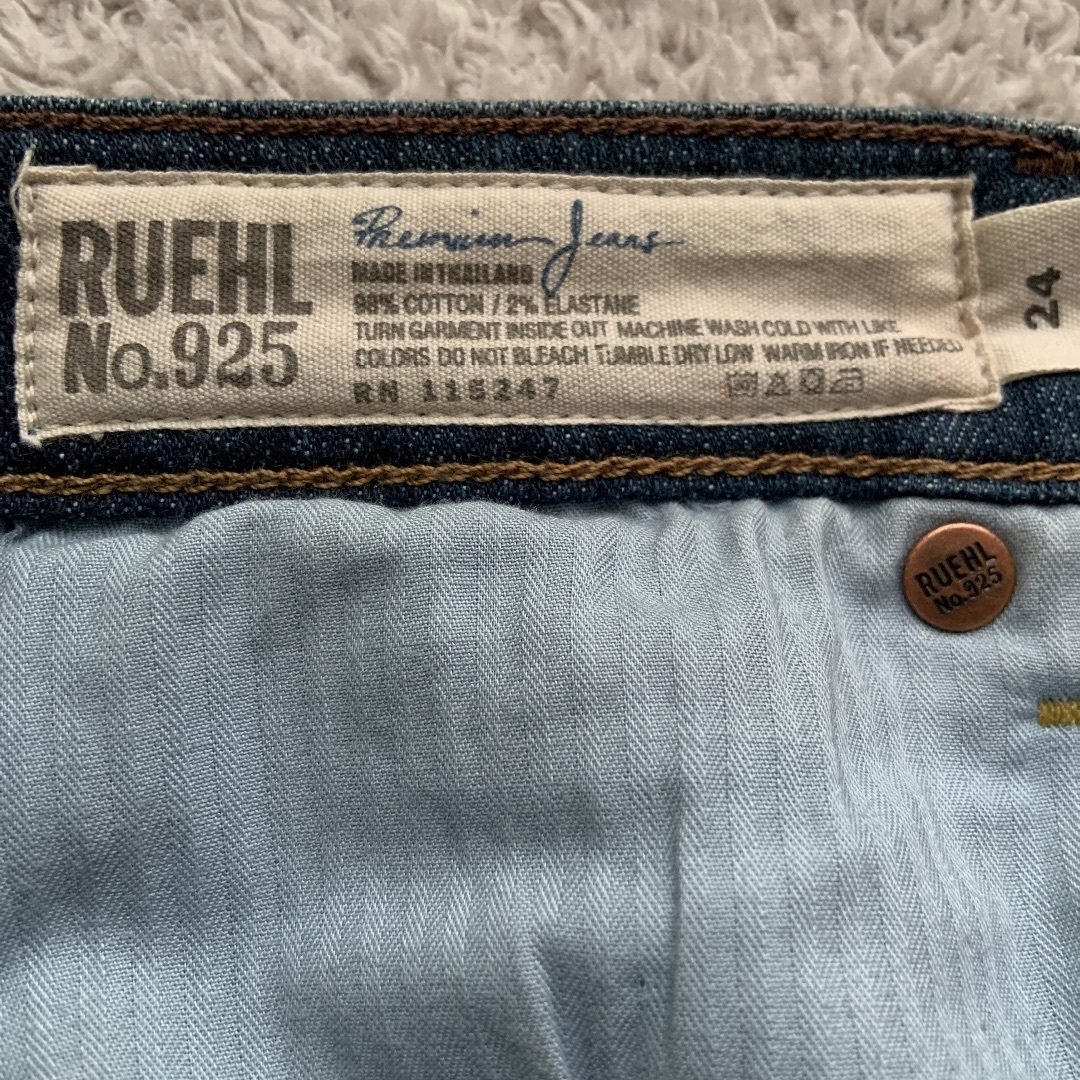 RUEHL
No.925
Premium Jeans
MADE IN THAILAND
98% COTTON / 2% ELASTANE
TURN GARMENT INSIDE OUT MACHINE WASH COLD WITH LIKE
COLORS DO NOT BLEACH TUMBLE DRY LOW WARM IRON IF NEEDED
RN 115247
24
RUEHL
No.925